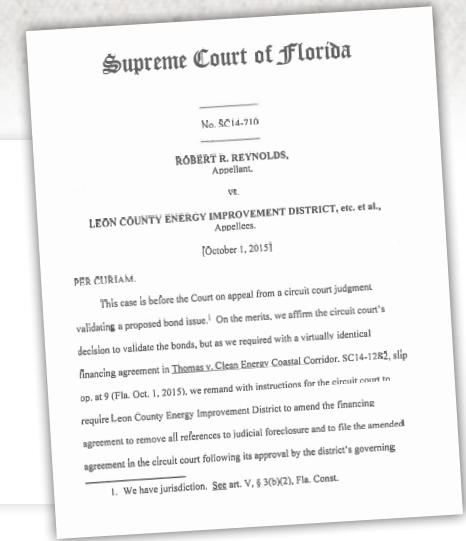 Supreme Court of Florida
No. SC14-710
ROBERT R. REYNOLDS,
Appellant,
vs.
LEON COUNTY ENERGY IMPROVEMENT DISTRICT, etc. et al.,
Appellees.
[October 1, 2015]
PER CURIAM.
This case is before the Court on appeal from a circuit court judgment
validating a proposed bond issue.¹ On the merits, we affirm the circuit court's
decision to validate the bonds, but as we required with a virtually identical
financing agreement in Thomas v. Clean Energy Coastal Corridor. SC14-1282, slip
op. at 9 (Fla. Oct. 1, 2015), we remand with instructions for the circuit court to
require Leon County Energy Improvement District to amend the financing
agreement to remove all references to judicial foreclosure and to file the amended
agreement in the circuit court following its approval by the district's governing
1. We have jurisdiction. See art. V, § 3(b)(2), Fla. Const.